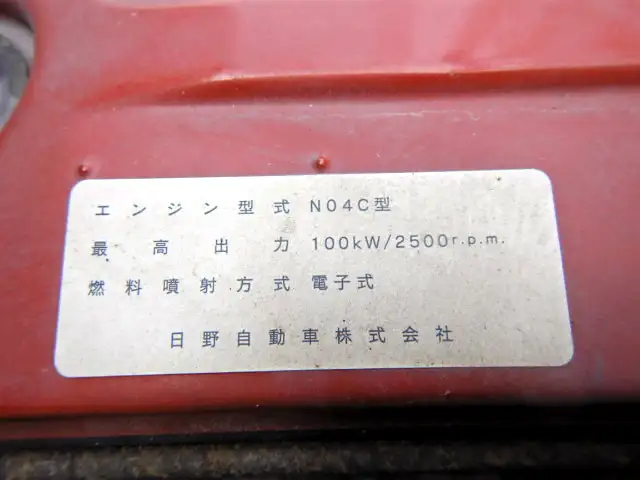 エンジン型式 N04C型
最高出力 100kW/2500r.p.m.
燃料噴射方式 電子式
日野自動車株式会社